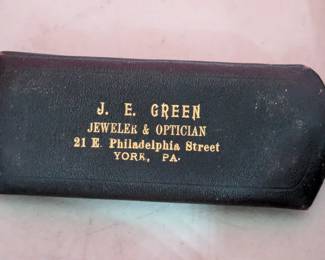 J. E. GREEN
JEWELER & OPTICIAN
21 E. Philadelphia Street
YORK, PA.